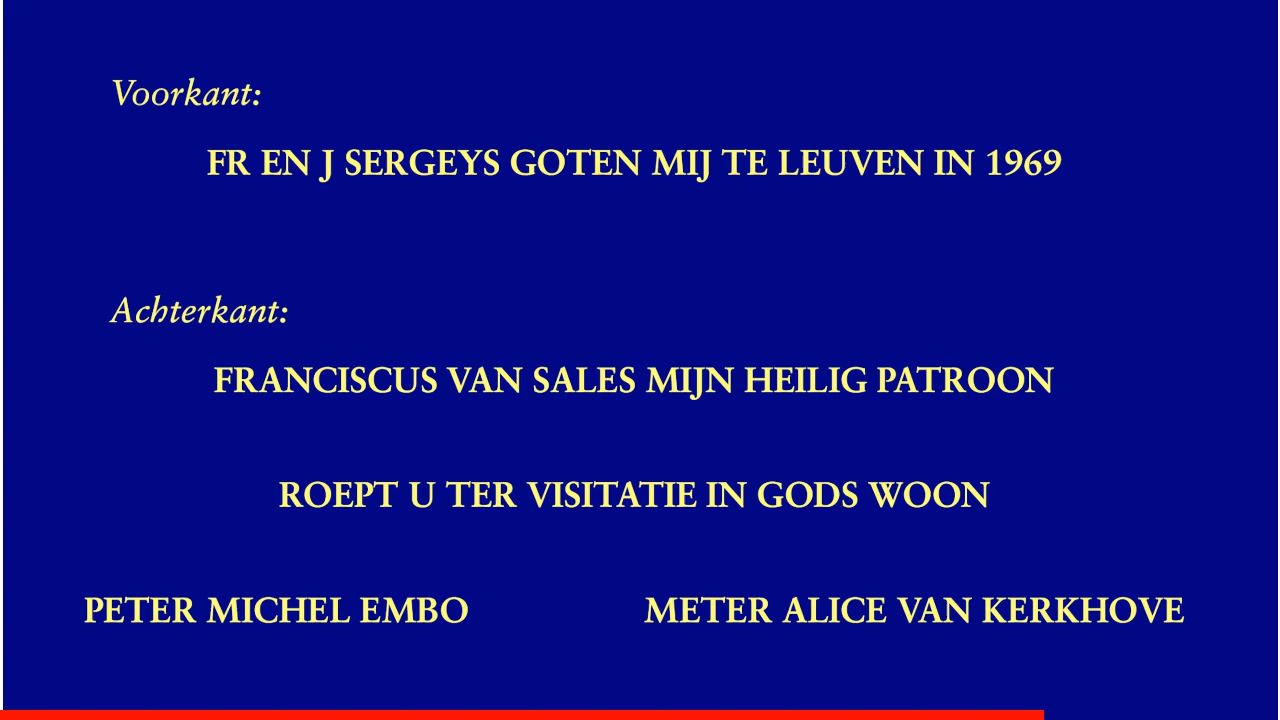 Voorkant:
FR EN J SERGEYS GOTEN MIJ TE LEUVEN IN 1969
Achterkant:
FRANCISCUS VAN SALES MIJN HEILIG PATROON
ROEPT U TER VISITATIE IN GODS WOON
PETER MICHEL EMBO METER ALICE VAN KERKHOVE